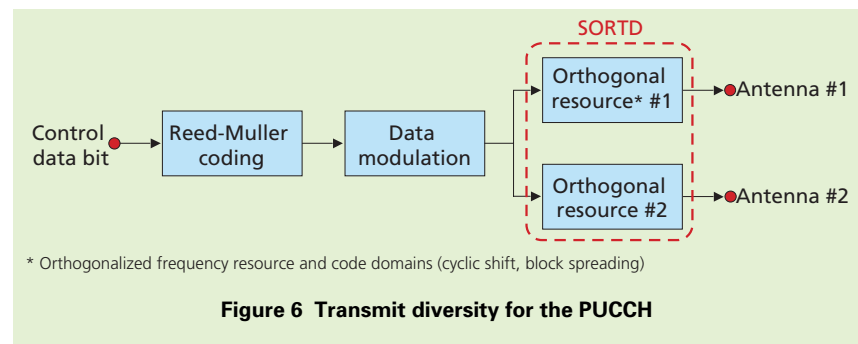 SORTD
Control
data bit
Reed-Muller
coding
Data
modulation
Orthogonal
resource* #1
Antenna #1
Orthogonal
resource #2
Antenna #2
* Orthogonalized frequency resource and code domains (cyclic shift, block spreading)
Figure 6 Transmit diversity for the PUCCH